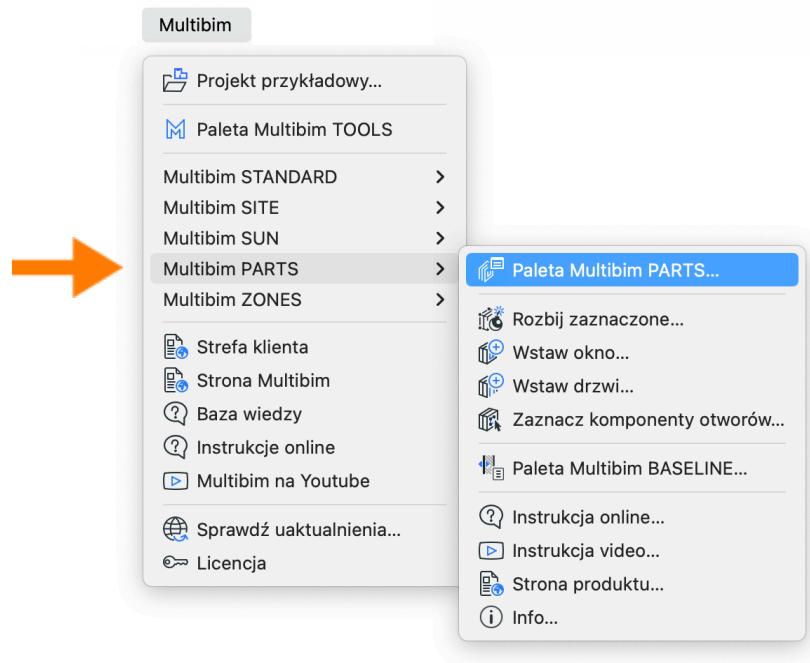 Multibim
Projekt przykładowy...
Paleta Multibim TOOLS
Multibim STANDARD
Multibim SITE
Multibim SUN
Multibim PARTS
Multibim ZONES
Strefa klienta
Strona Multibim
Baza wiedzy
Instrukcje online
Multibim na Youtube
Sprawdź uaktualnienia...
Licencja
Paleta Multibim PARTS...
Rozbij zaznaczone...
Wstaw okno...
Wstaw drzwi...
Zaznacz komponenty otworów...
Paleta Multibim BASELINE...
Instrukcja online...
Instrukcja video...
Strona produktu...
Info...